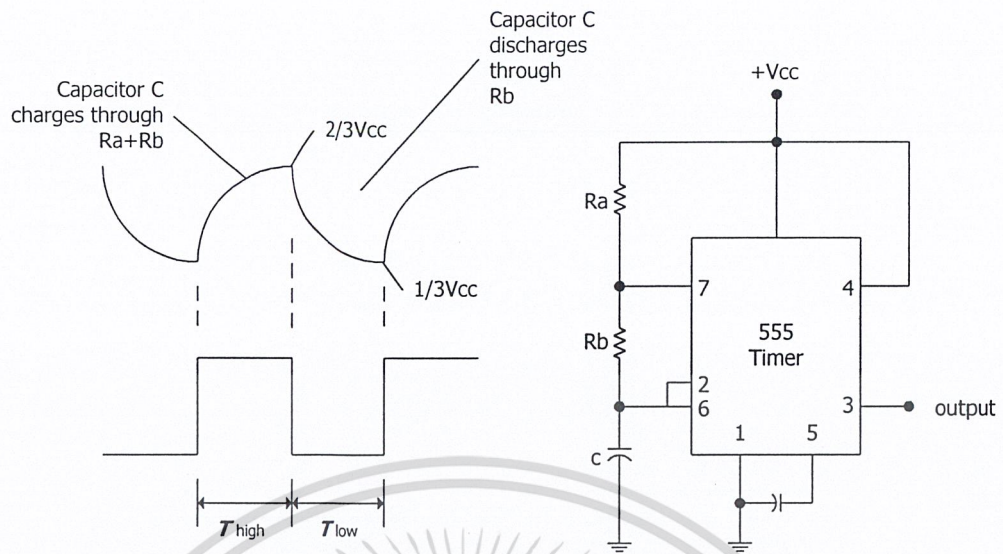 Capacitor C
charges through
Ra+Rb
2/3Vcc
Capacitor C
discharges
through
Rb
1/3Vcc
T high
T low
+Vcc
Ra
7
4
Rb
555
Timer
2
6
3
output
1
5
c